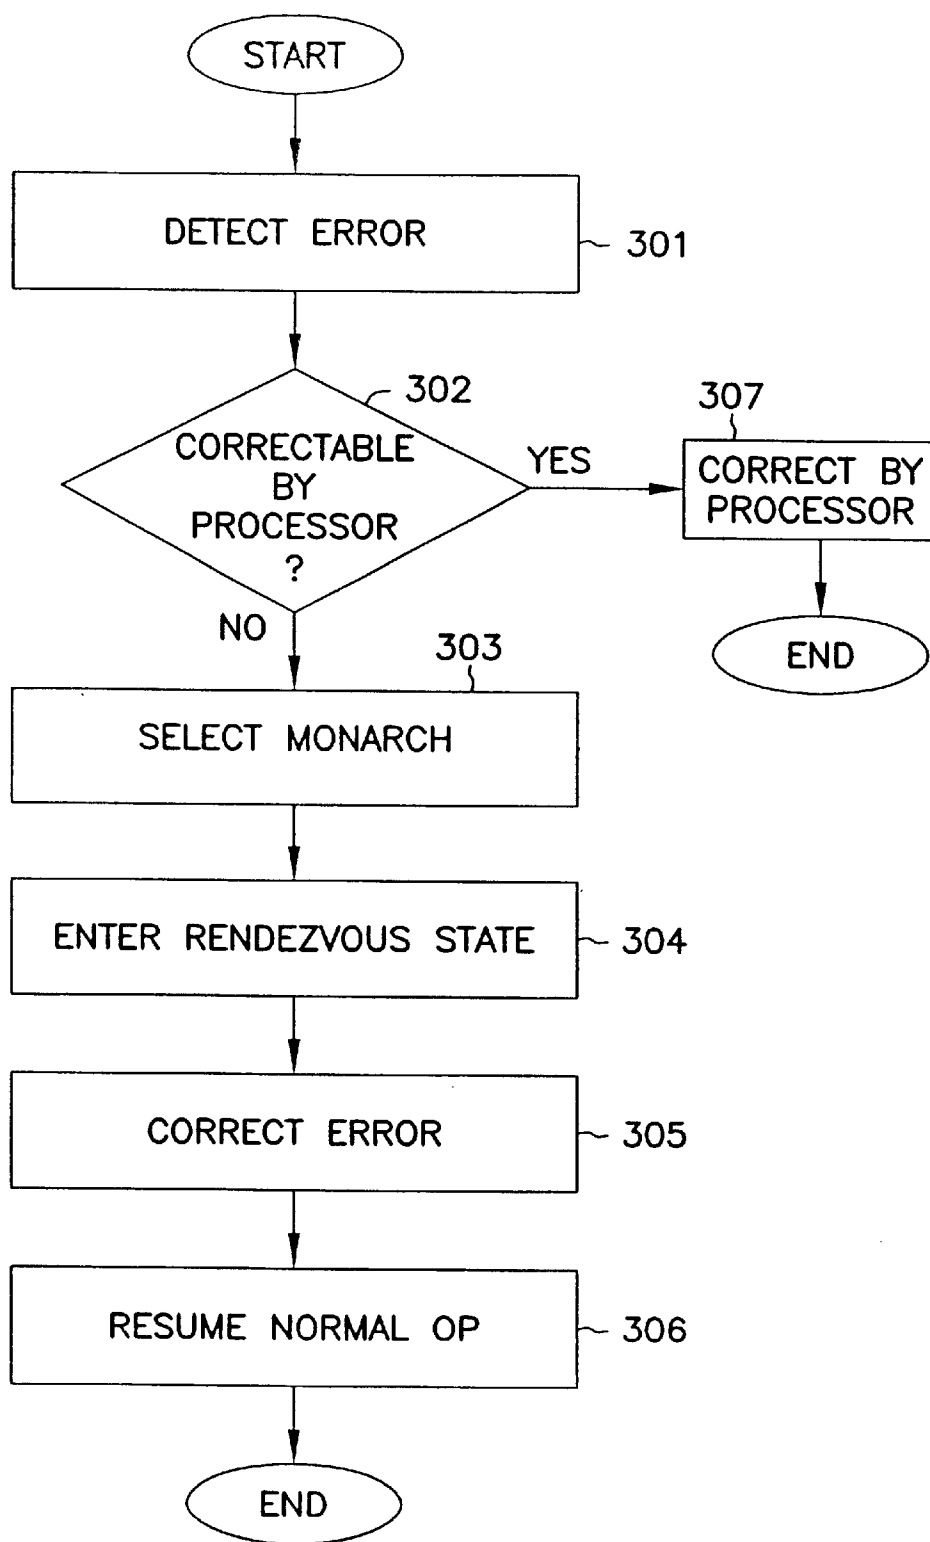 START
DETECT ERROR
301
302
CORRECTABLE
BY
PROCESSOR
?
YES
307
CORRECT BY
PROCESSOR
END
NO
303
SELECT MONARCH
ENTER RENDEZVOUS STATE
304
CORRECT ERROR
305
RESUME NORMAL OP
306
END